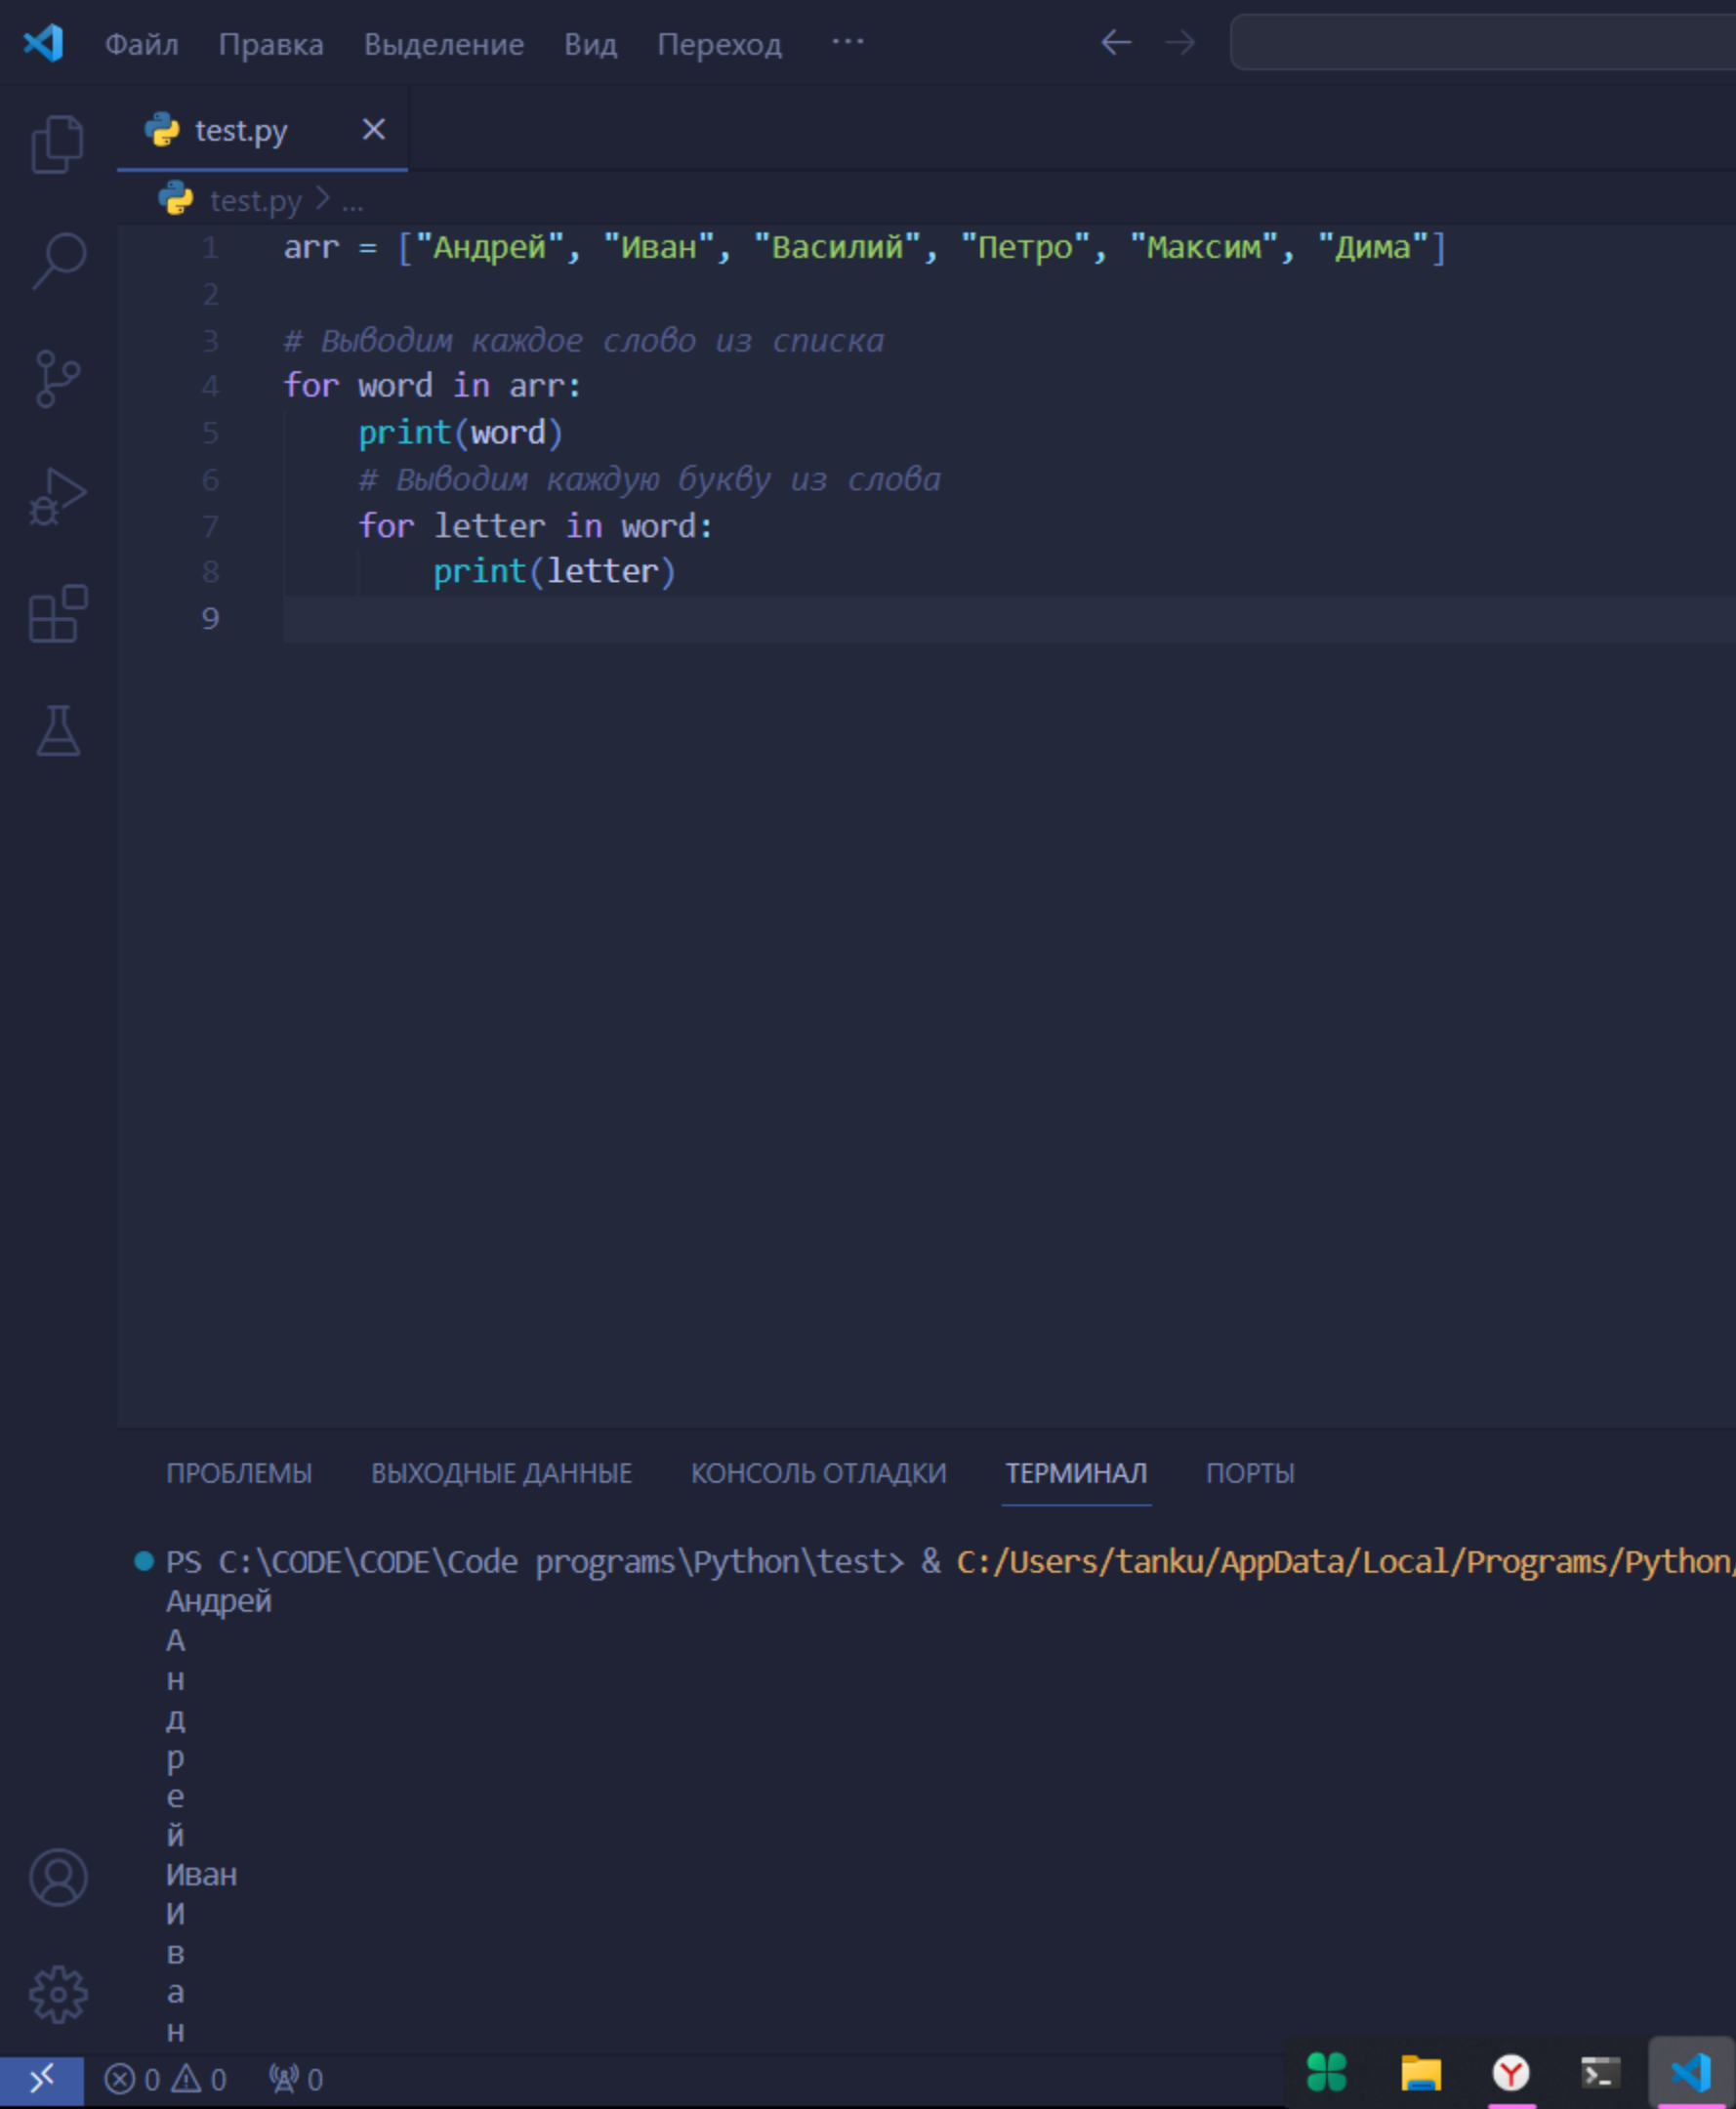 Файл Правка Выделение Вид Переход ...
test.py
test.py > ...
1 arr = ["Андрей", "Иван", "Василий", "Петро", "Максим", "Дима"]
2
3 # Выводим каждое слово из списка
4 for word in arr:
5     print(word)
6     # Выводим каждую букву из слова
7     for letter in word:
8         print(letter)
9
ПРОБЛЕМЫ ВЫХОДНЫЕ ДАННЫЕ КОНСОЛЬ ОТЛАДКИ ТЕРМИНАЛ ПОРТЫ
PS C:\CODE\CODE\Code programs\Python\test> & C:/Users/tanku/AppData/Local/Programs/Python/
Андрей
А
н
д
р
е
й
Иван
И
в
а
н
0 0 0